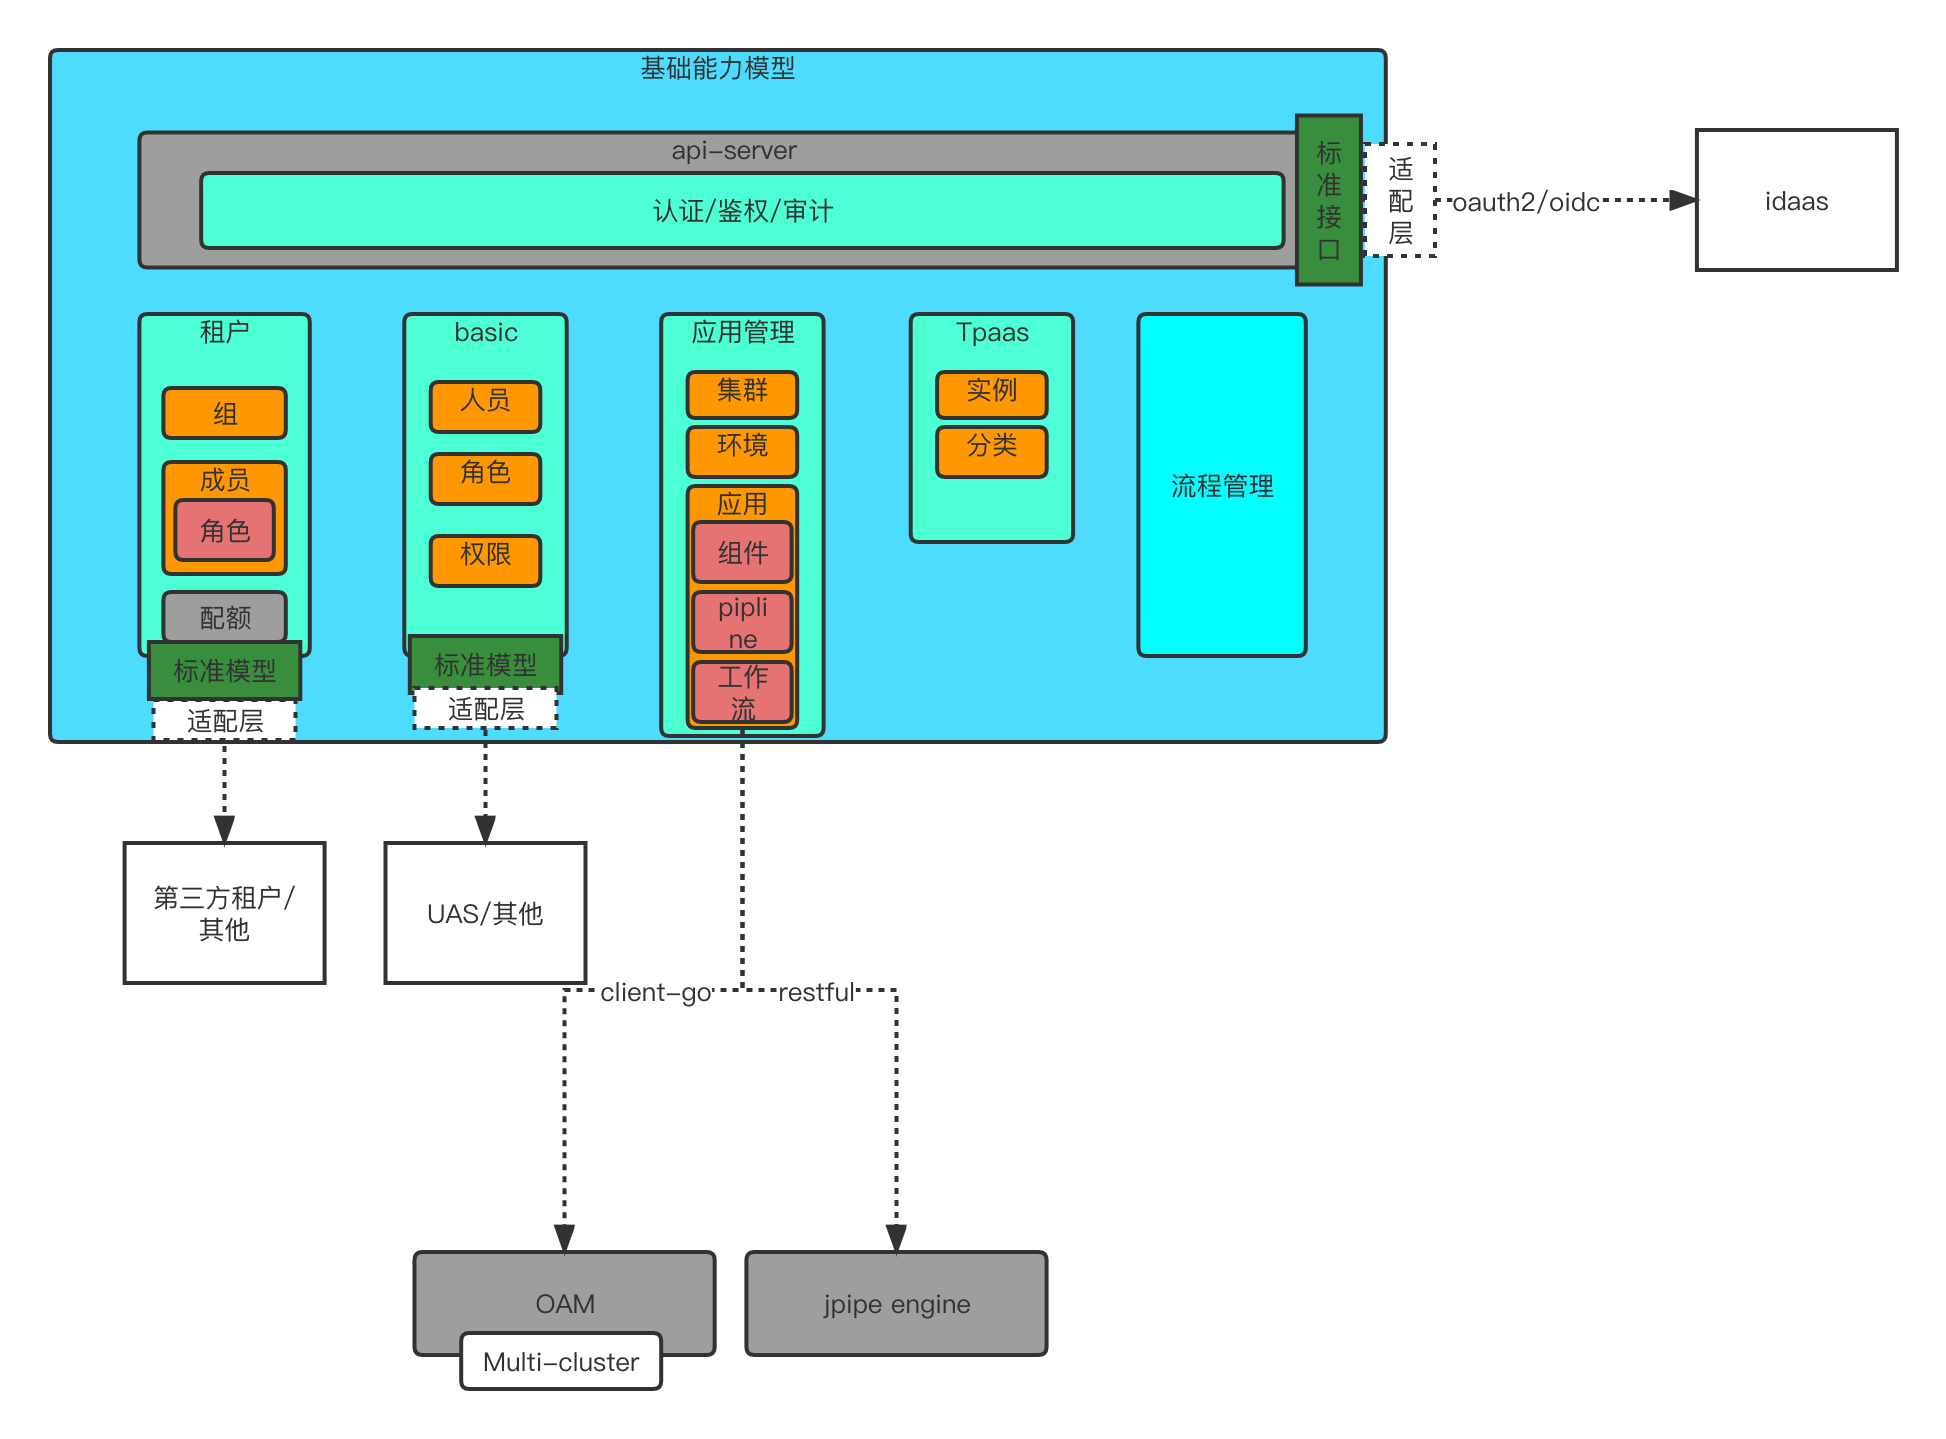 基础能力模型
api-server
认证/鉴权/审计
标
准
接
口
适
配
层
oauth2/oidc
idaas
租户
组
成员
角色
配额
标准模型
适配层
basic
人员
角色
权限
标准模型
适配层
应用管理
集群
环境
应用
组件
pipli
ne
工作
流
Tpaas
实例
分类
流程管理
第三方租户/
其他
UAS/其他
client-go
restful
OAM
Multi-cluster
jpipe engine